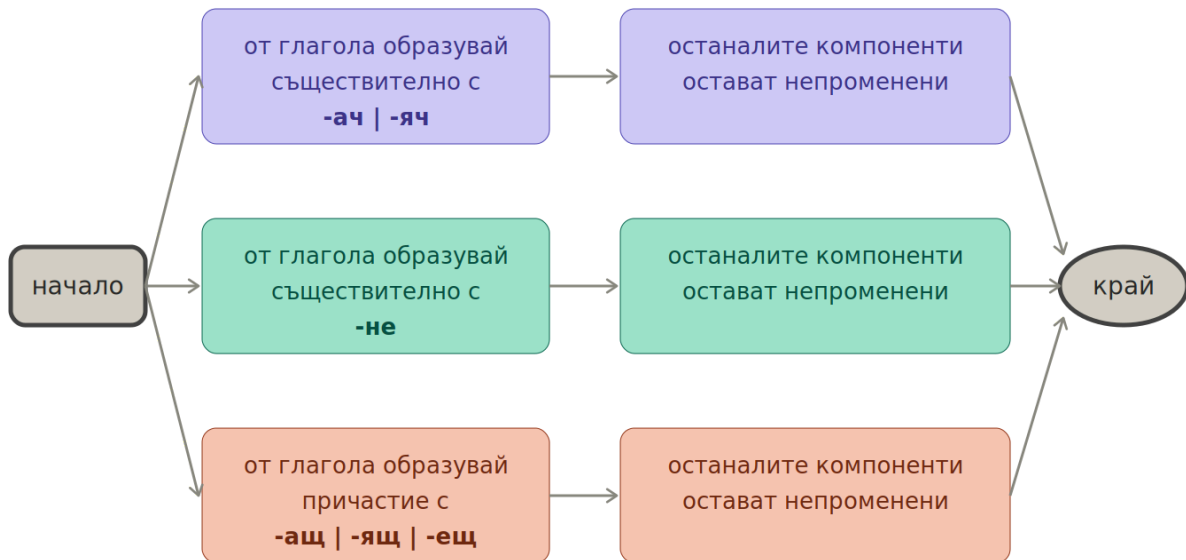 от глагола образувай
съществително с
-ач | -яч
останалите компоненти
остават непроменени
начало
от глагола образувай
съществително с
-не
останалите компоненти
остават непроменени
край
от глагола образувай
причастие с
-ащ | -ящ | -ещ
останалите компоненти
остават непроменени